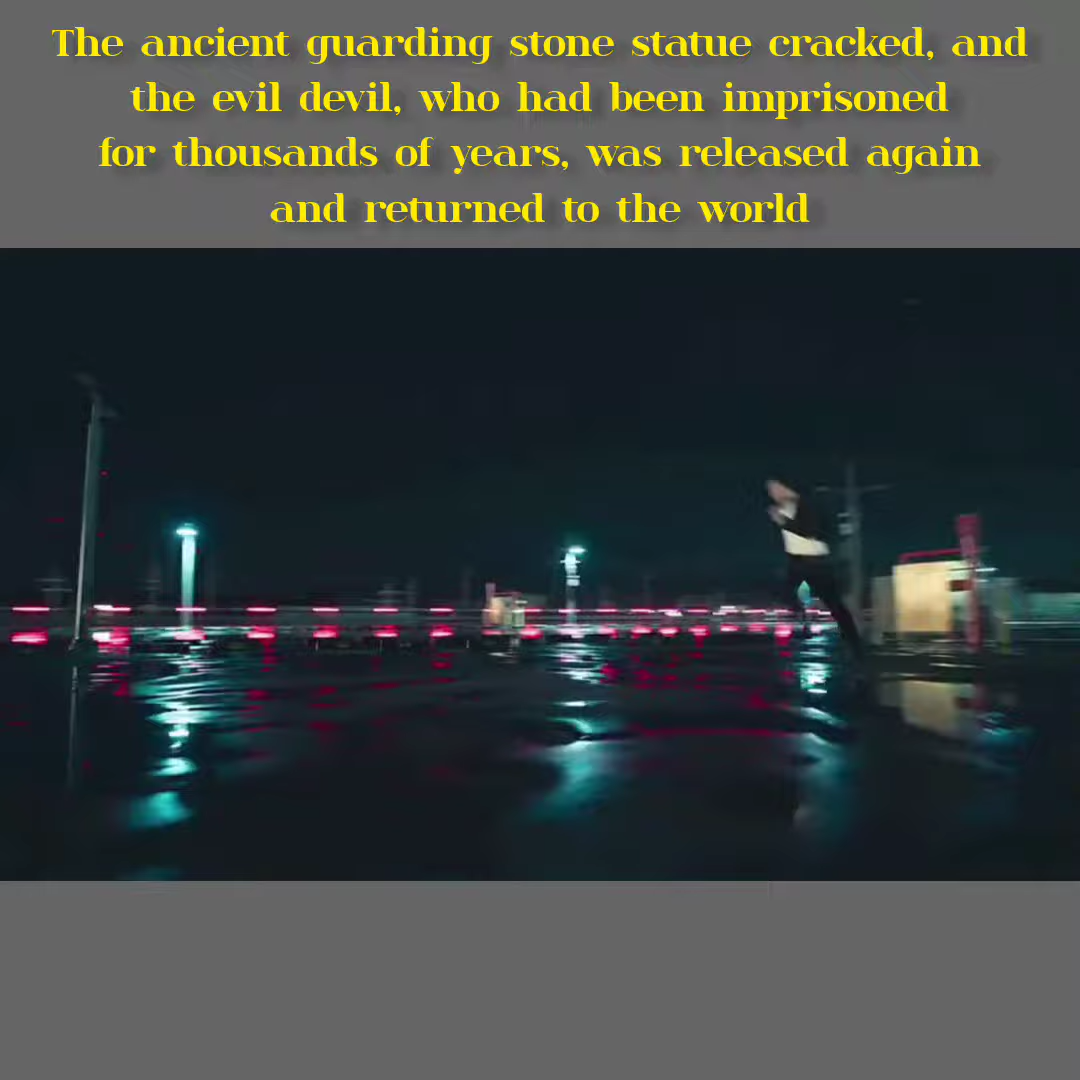 The ancient guarding stone statue cracked, and
the evil devil, who had been imprisoned
for thousands of years, was released again
and returned to the world